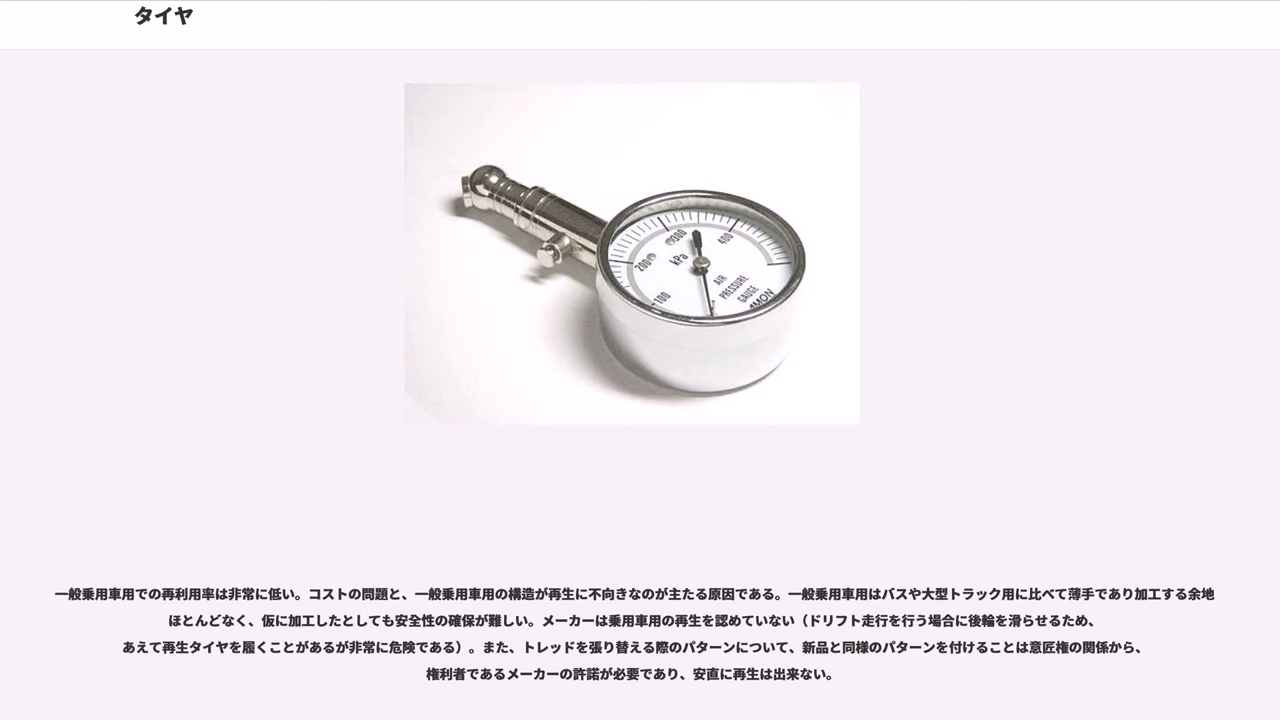 タイヤ
100
200
300
400
kPa
AIR
PRESSURE
GAUGE
一般乗用車用での再利用率は非常に低い。コストの問題と、一般乗用車用の構造が再生に不向きなのが主たる原因である。一般乗用車用はバスや大型トラック用に比べて薄手であり加工する余地
ほとんどなく、仮に加工したとしても安全性の確保が難しい。メーカーは乗用車用の再生を認めていない（ドリフト走行を行う場合に後輪を滑らせるため、
あえて再生タイヤを履くことがあるが非常に危険である）。また、トレッドを張り替える際のパターンについて、新品と同様のパターンを付けることは意匠権の関係から、
権利者であるメーカーの許諾が必要であり、安直に再生は出来ない。